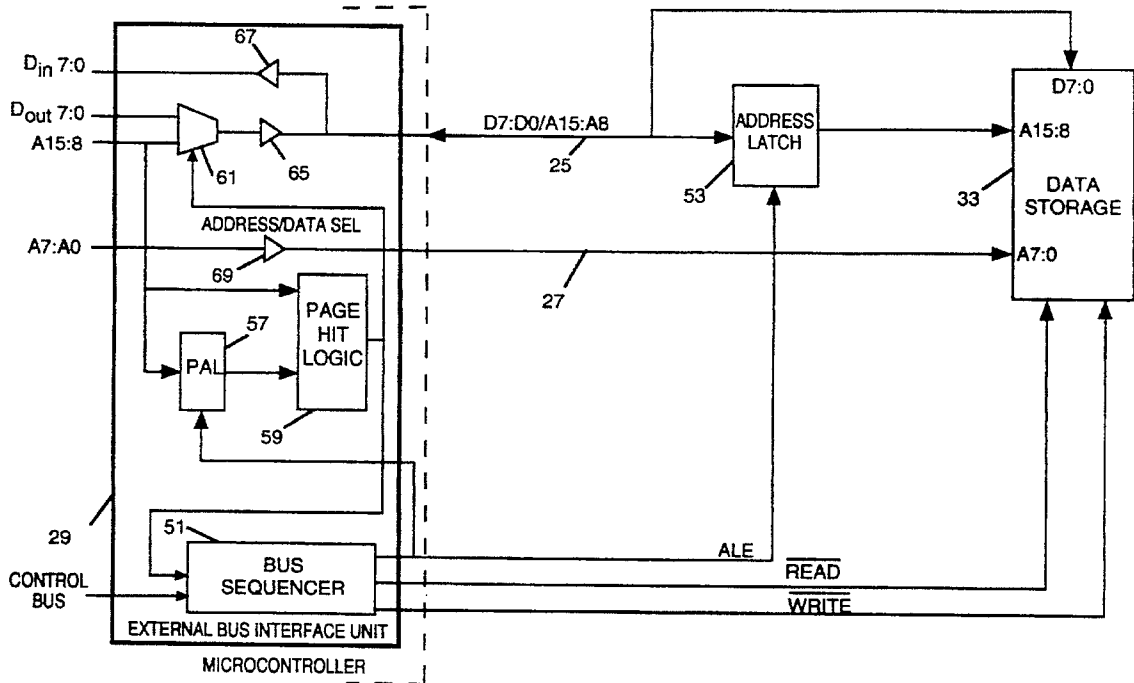 67
D in 7:0
D out 7:0
A15:8
61
65
D7:D0/A15:A8
25
ADDRESS
LATCH
53
D7:0
A15:8
33
DATA
STORAGE
A7:0
ADDRESS/DATA SEL
A7:A0
69
27
57
PAL
PAGE
HIT
LOGIC
59
29
51
BUS
SEQUENCER
CONTROL
BUS
ALE
READ
WRITE
EXTERNAL BUS INTERFACE UNIT
MICROCONTROLLER